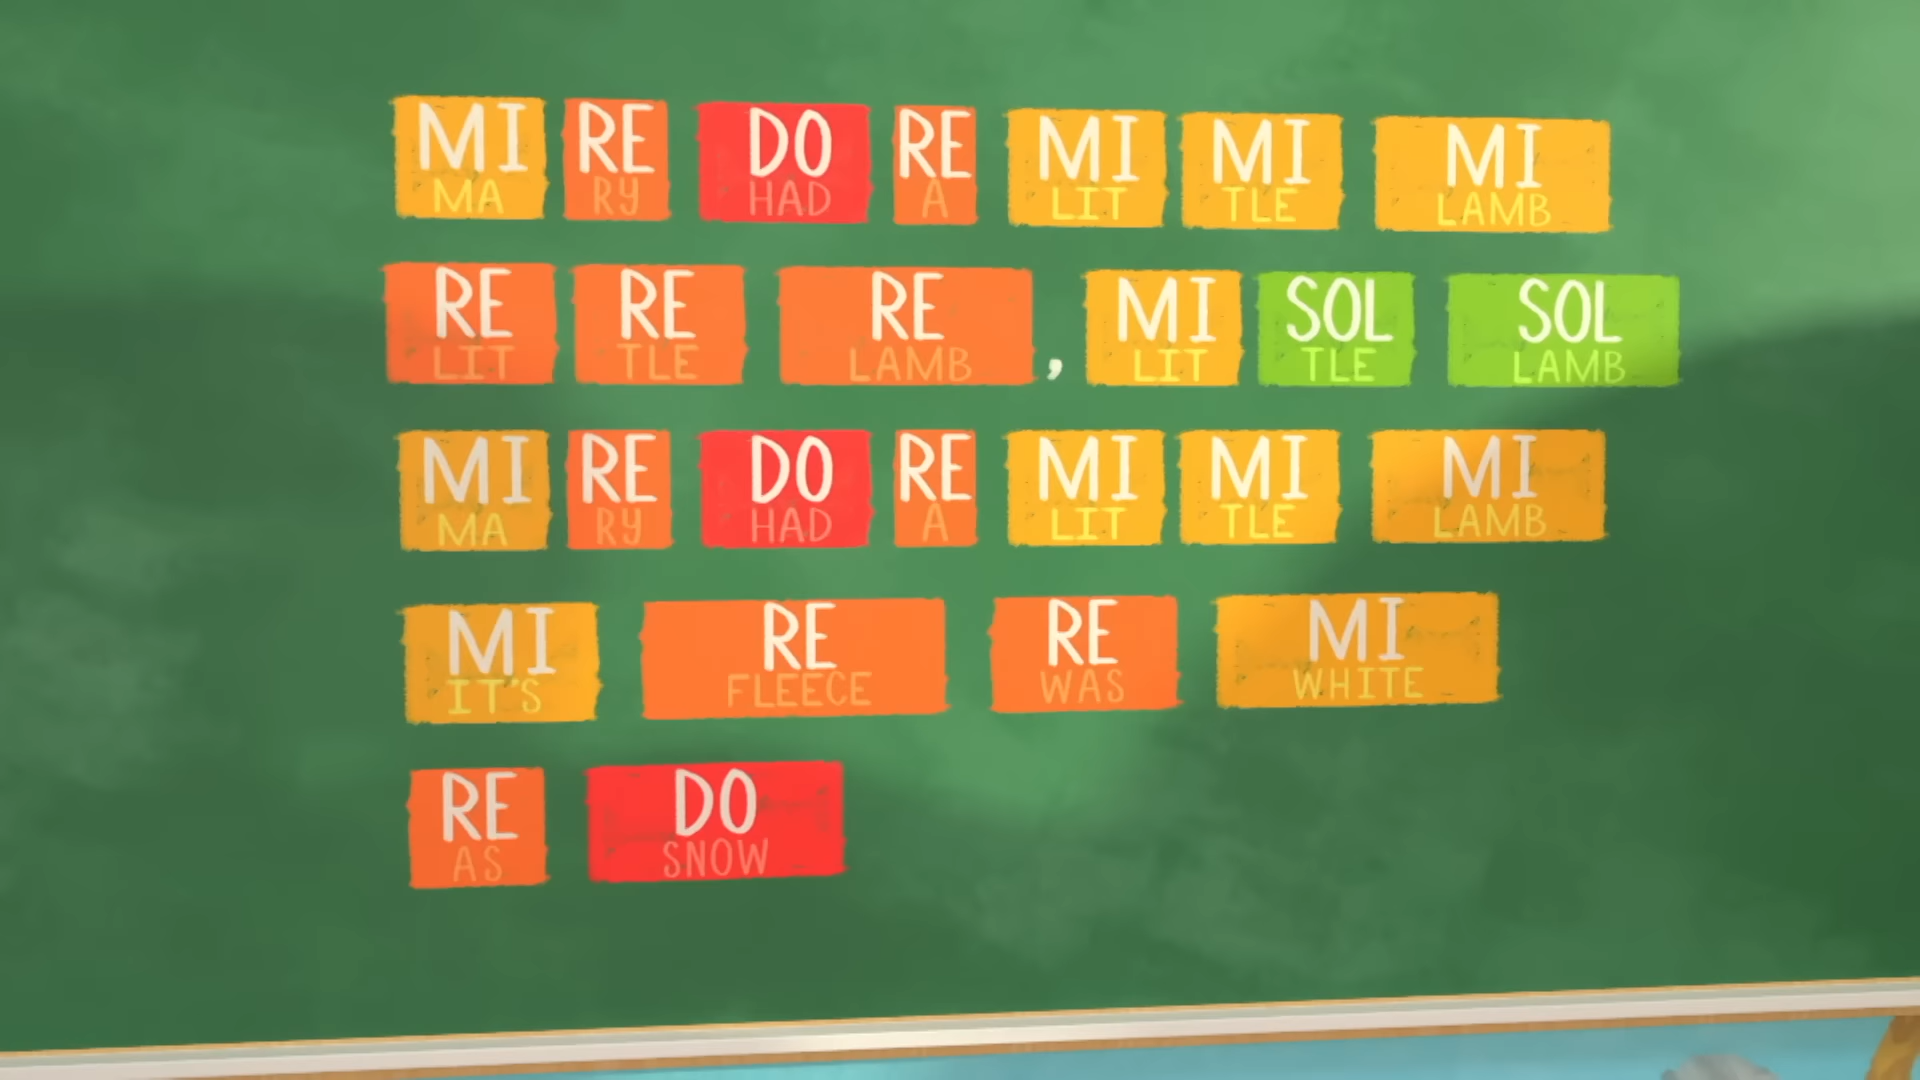 MI RE DO RE MI MI MI
MA RY HAD A LIT TLE LAMB
RE RE RE , MI SOL SOL
LIT TLE LAMB LIT TLE LAMB
MI RE DO RE MI MI MI
MA RY HAD A LIT TLE LAMB
MI RE RE MI
IT'S FLEECE WAS WHITE
RE DO
AS SNOW